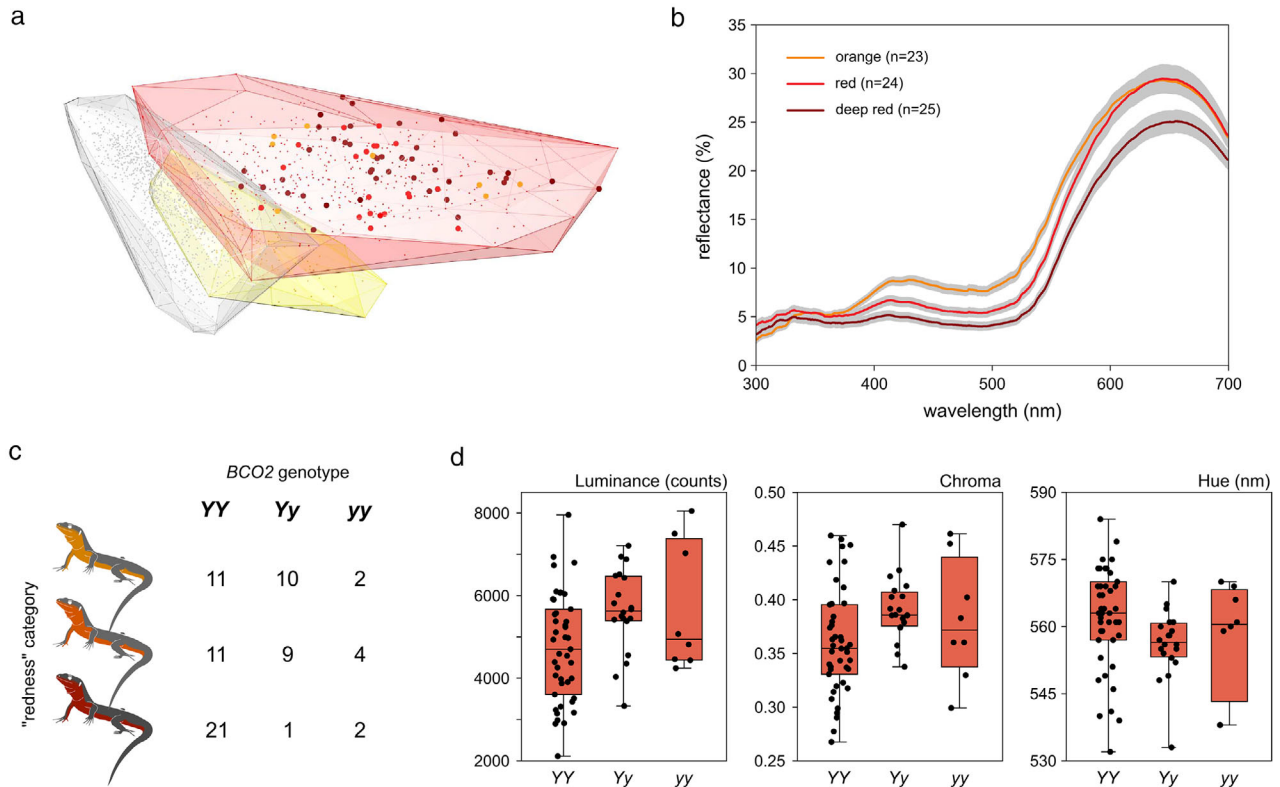 a
b
35
30
25
20
15
10
5
0
reflectance (%)
orange (n=23)
red (n=24)
deep red (n=25)
300
400
500
600
700
wavelength (nm)
c
BCO2 genotype
YY Yy yy
"redness" category
11 10 2
11 9 4
21 1 2
d
Luminance (counts)
8000
6000
4000
2000
YY Yy yy
Chroma
0.50
0.45
0.40
0.35
0.30
0.25
YY Yy yy
Hue (nm)
590
575
560
545
530
YY Yy yy